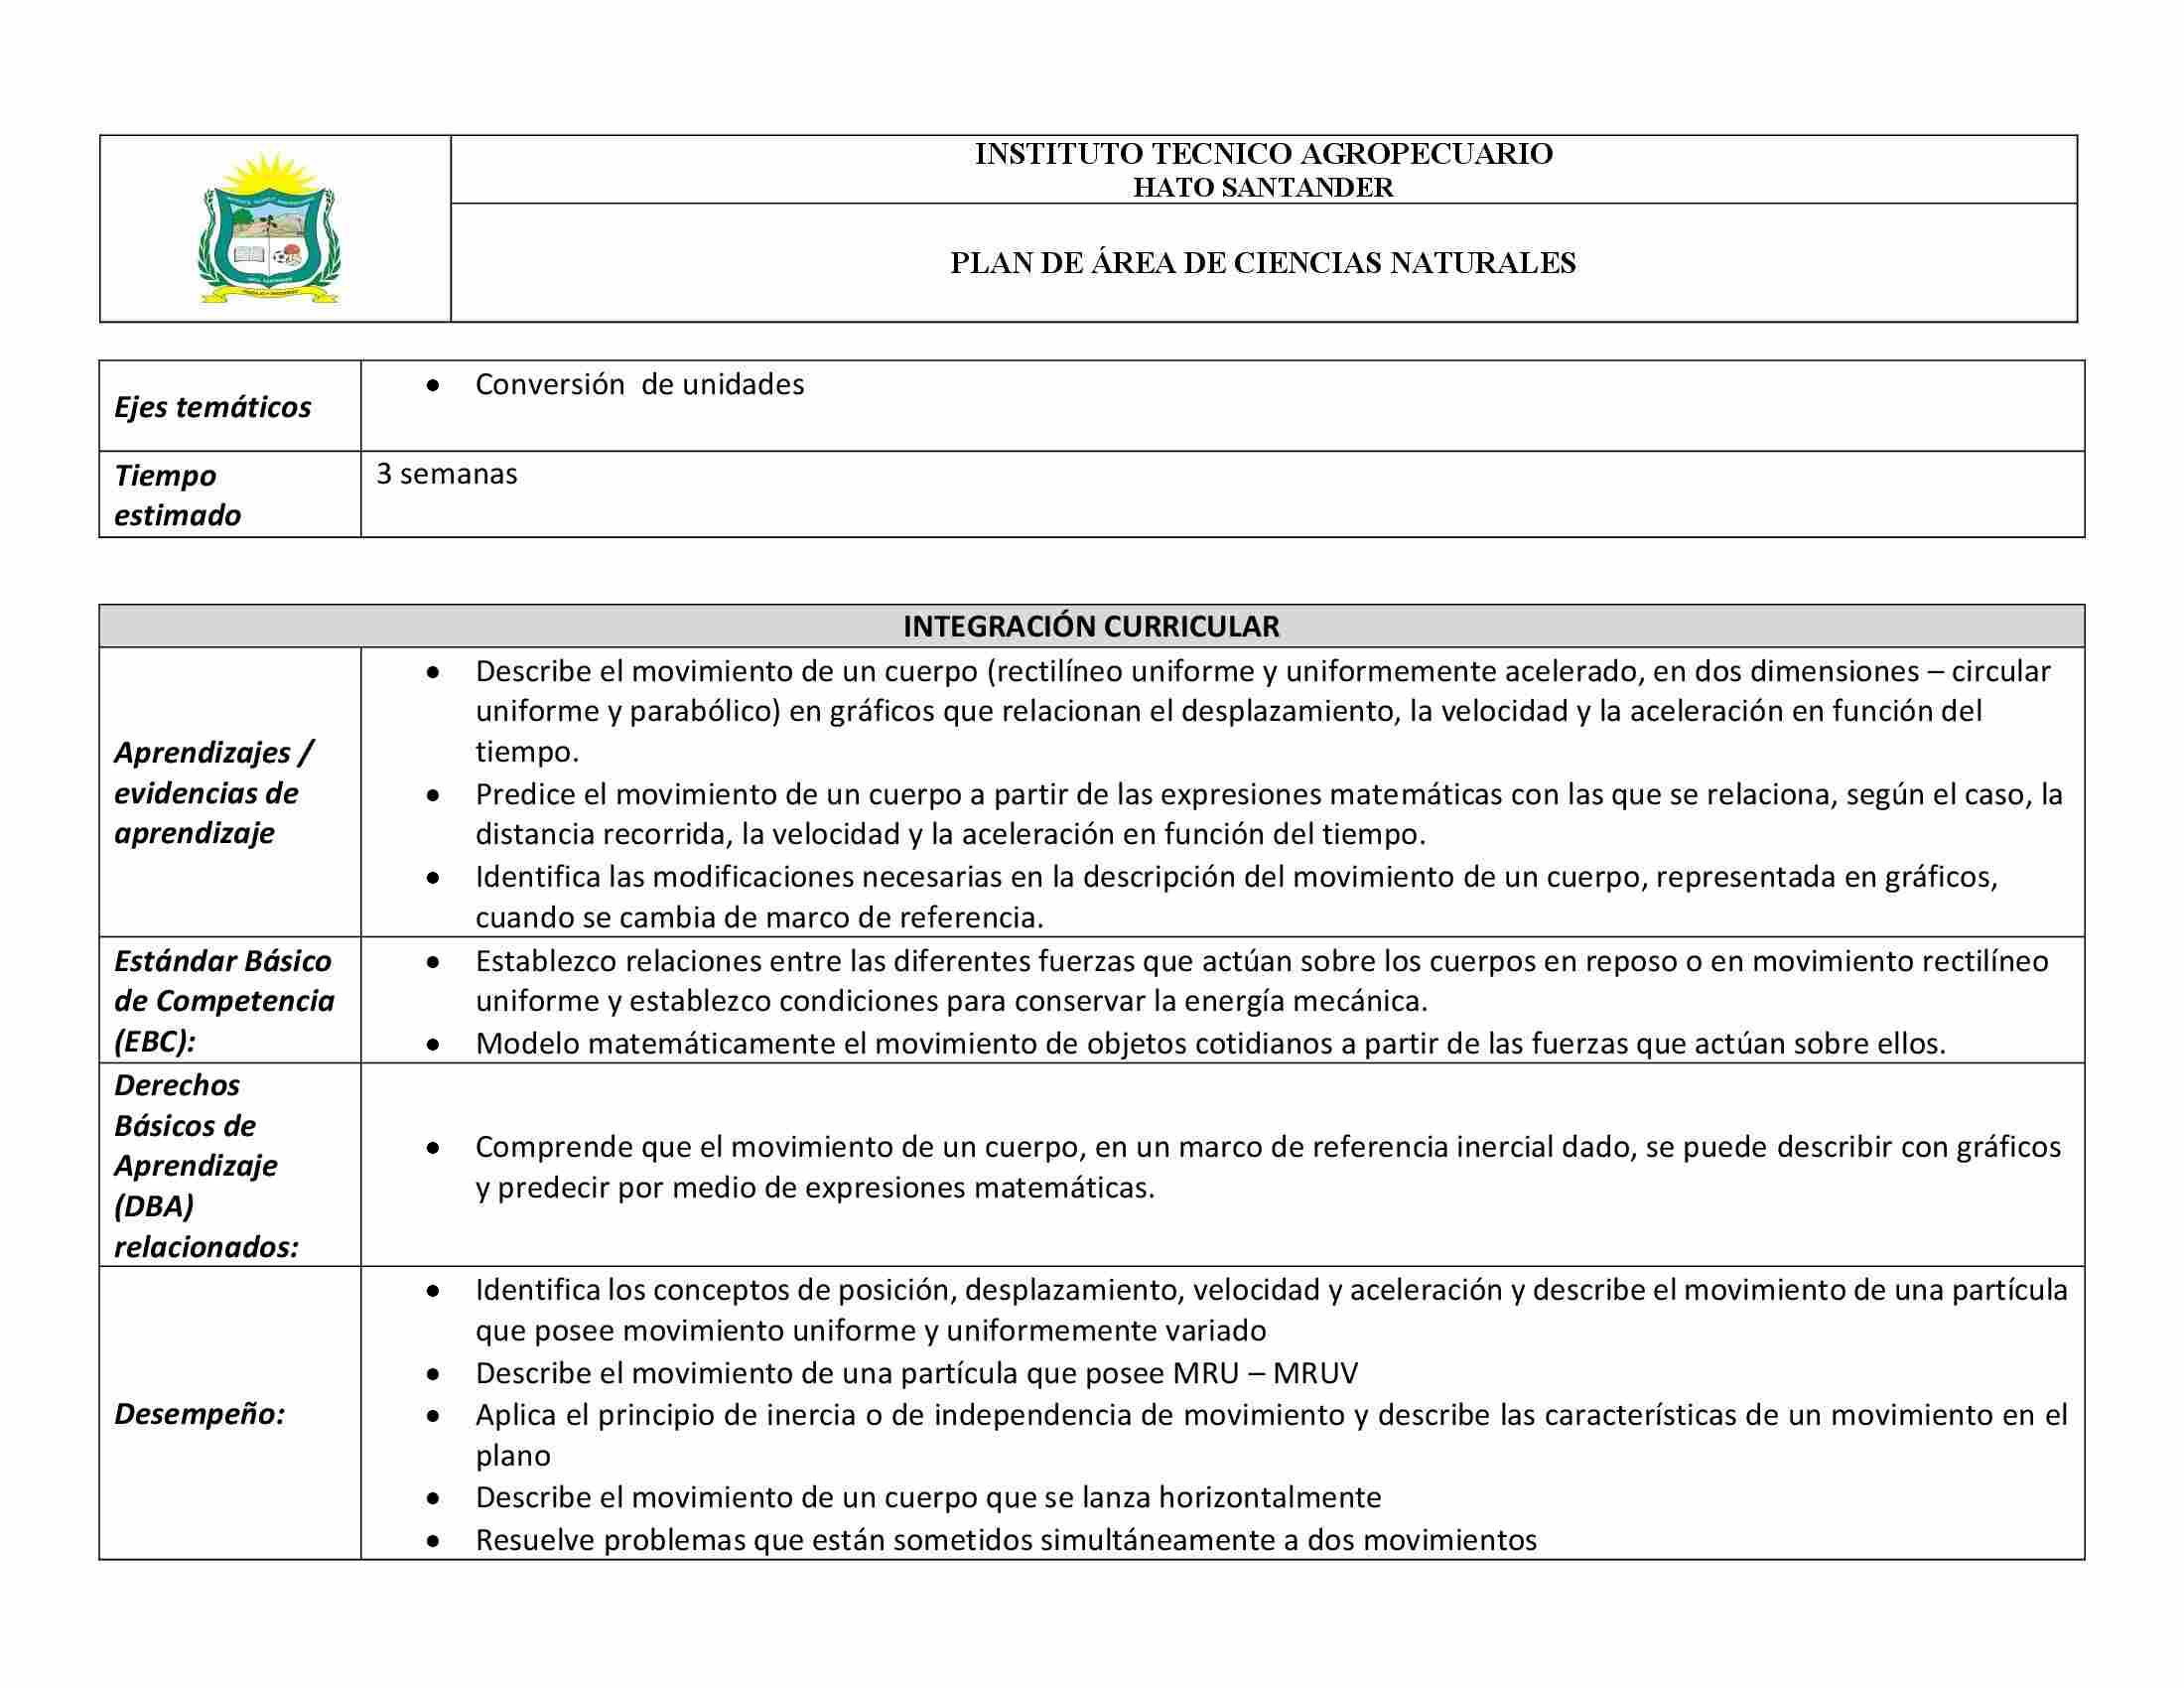 INSTITUTO TECNICO AGROPECUARIO
HATO SANTANDER
PLAN DE ÁREA DE CIENCIAS NATURALES
Ejes temáticos
• Conversión  de unidades
Tiempo
estimado
3 semanas
INTEGRACIÓN CURRICULAR
Aprendizajes /
evidencias de
aprendizaje
• Describe el movimiento de un cuerpo (rectilíneo uniforme y uniformemente acelerado, en dos dimensiones – circular
uniforme y parabólico) en gráficos que relacionan el desplazamiento, la velocidad y la aceleración en función del
tiempo.
• Predice el movimiento de un cuerpo a partir de las expresiones matemáticas con las que se relaciona, según el caso, la
distancia recorrida, la velocidad y la aceleración en función del tiempo.
• Identifica las modificaciones necesarias en la descripción del movimiento de un cuerpo, representada en gráficos,
cuando se cambia de marco de referencia.
Estándar Básico
de Competencia
(EBC):
• Establezco relaciones entre las diferentes fuerzas que actúan sobre los cuerpos en reposo o en movimiento rectilíneo
uniforme y establezco condiciones para conservar la energía mecánica.
• Modelo matemáticamente el movimiento de objetos cotidianos a partir de las fuerzas que actúan sobre ellos.
Derechos
Básicos de
Aprendizaje
(DBA)
relacionados:
• Comprende que el movimiento de un cuerpo, en un marco de referencia inercial dado, se puede describir con gráficos
y predecir por medio de expresiones matemáticas.
Desempeño:
• Identifica los conceptos de posición, desplazamiento, velocidad y aceleración y describe el movimiento de una partícula
que posee movimiento uniforme y uniformemente variado
• Describe el movimiento de una partícula que posee MRU – MRUV
• Aplica el principio de inercia o de independencia de movimiento y describe las características de un movimiento en el
plano
• Describe el movimiento de un cuerpo que se lanza horizontalmente
• Resuelve problemas que están sometidos simultáneamente a dos movimientos